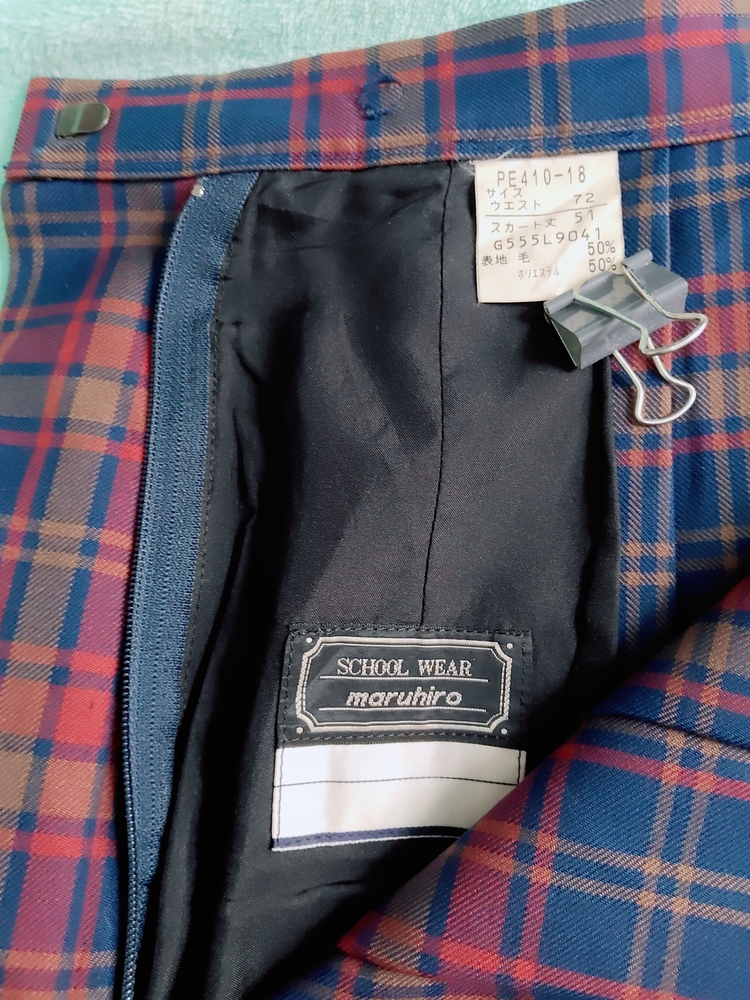 PE410-18
サイズ
ウエスト 72
スカート丈 51
G555L9041
表地 毛 50%
ポリエステル 50%
SCHOOL WEAR
maruhiro